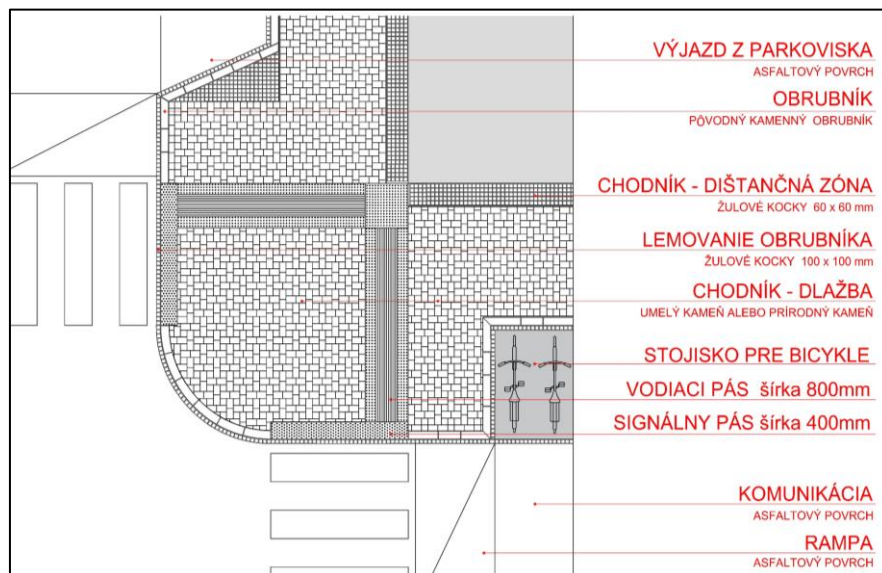 VÝJAZD Z PARKOVISKA
ASFALTOVÝ POVRCH
OBRUBNÍK
PÔVODNÝ KAMENNÝ OBRUBNÍK
CHODNÍK - DIŠTANČNÁ ZÓNA
ŽULOVÉ KOCKY 60 x 60 mm
LEMOVANIE OBRUBNÍKA
ŽULOVÉ KOCKY 100 x 100 mm
CHODNÍK - DLAŽBA
UMELÝ KAMEŇ ALEBO PRÍRODNÝ KAMEŇ
STOJISKO PRE BICYKLE
VODIACI PÁS šírka 800mm
SIGNÁLNY PÁS šírka 400mm
KOMUNIKÁCIA
ASFALTOVÝ POVRCH
RAMPA
ASFALTOVÝ POVRCH